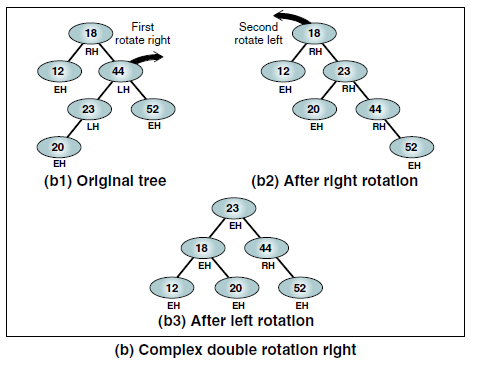 First
rotate right
18
RH
12
EH
44
LH
23
LH
52
EH
20
EH
(b1) Original tree
Second
rotate left
18
RH
12
EH
23
RH
20
EH
44
RH
52
EH
(b2) After right rotation
23
EH
18
EH
44
RH
12
EH
20
EH
52
EH
(b3) After left rotation
(b) Complex double rotation right